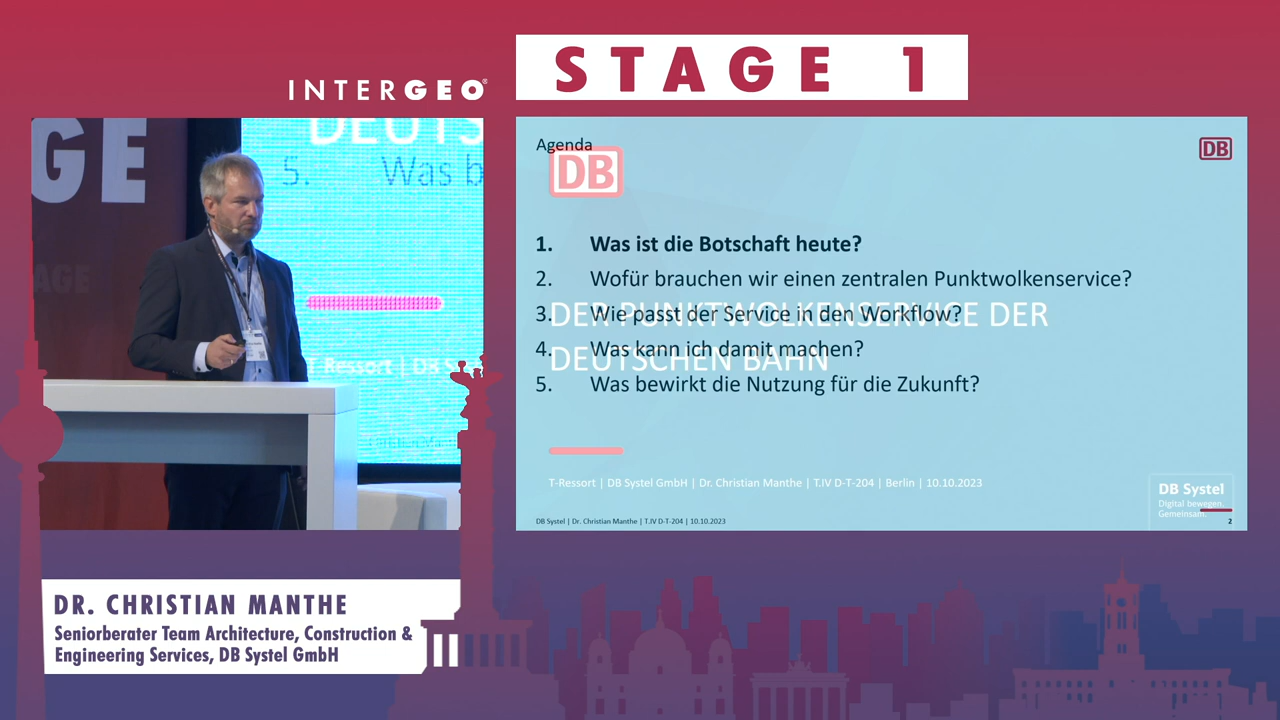 STAGE 1
INTERGEO®
GE
DEUTS
5. Was b
AGE
T-Ressort | DB S
Agenda
DB
DB
1. Was ist die Botschaft heute?
2. Wofür brauchen wir einen zentralen Punktwolkenservice?
3. Wie passt der Service in den Workflow?
DER PUNKTWOLKENSERVICE DER
4. Was kann ich damit machen?
DEUTSCHEN BAHN
5. Was bewirkt die Nutzung für die Zukunft?
T-Ressort | DB Systel GmbH | Dr. Christian Manthe | T.IV D-T-204 | Berlin | 10.10.2023
DB Systel
Digital bewegen.
Gemeinsam.
DB Systel | Dr. Christian Manthe | T.IV D-T-204 | 10.10.2023
2
DR. CHRISTIAN MANTHE
Seniorberater Team Architecture, Construction &
Engineering Services, DB Systel GmbH